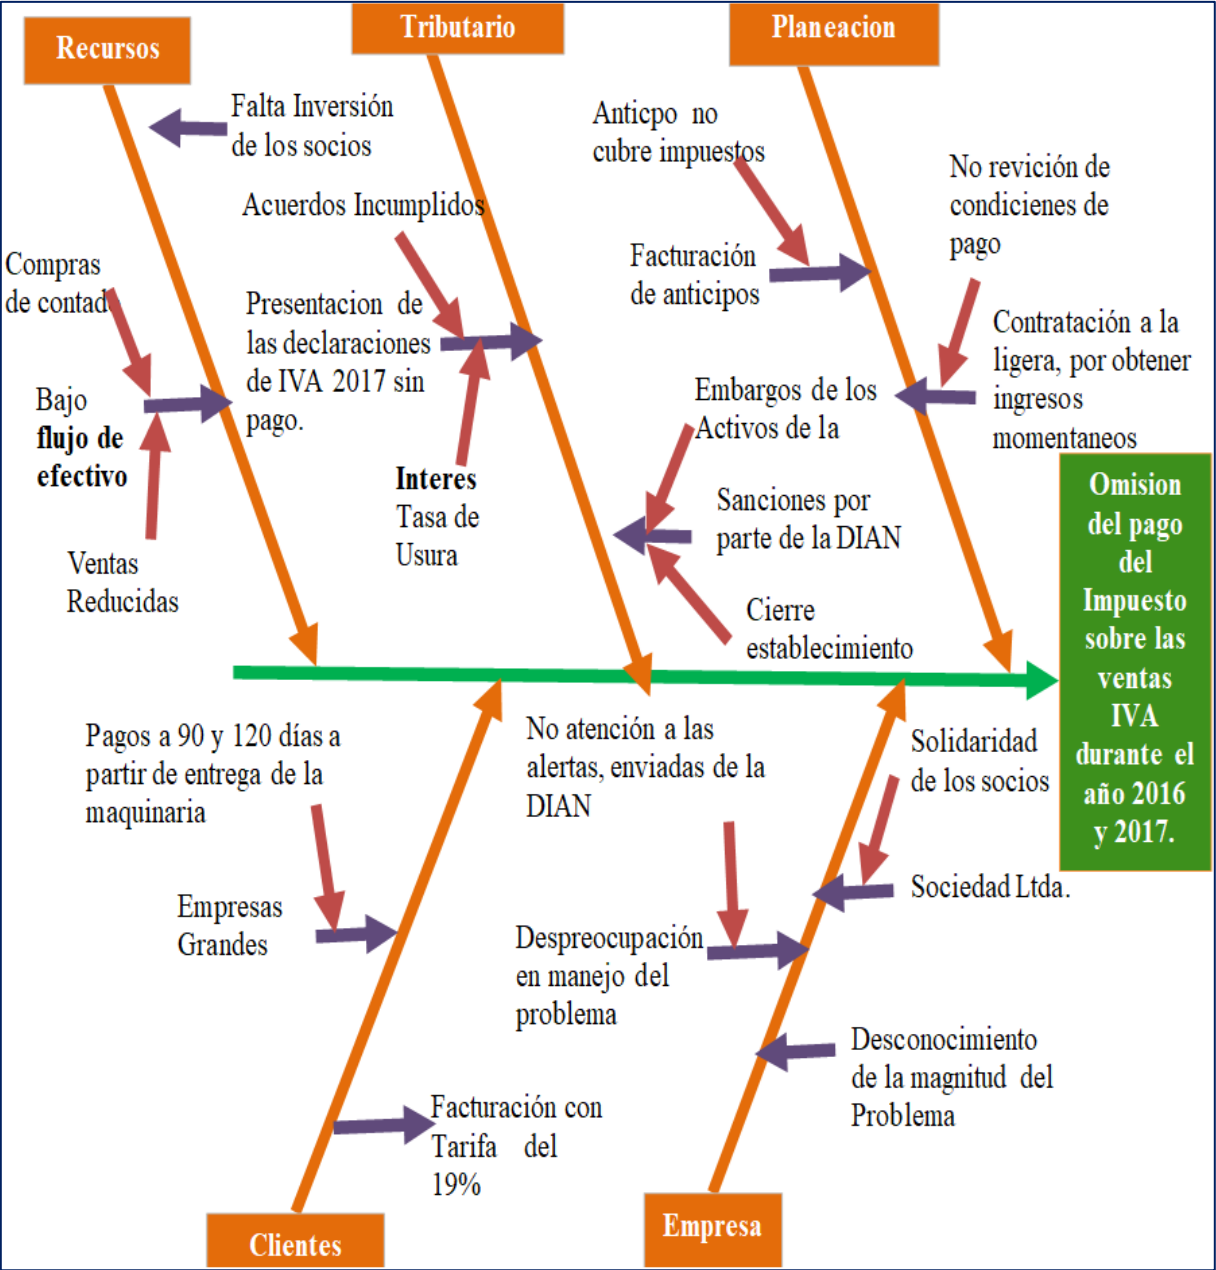 Recursos
Tributario
Planeacion
Falta Inversión
de los socios
Acuerdos Incumplidos
Compras
de contado
Presentacion de
las declaraciones
de IVA 2017 sin
pago.
Bajo
flujo de
efectivo
Interes
Tasa de
Usura
Ventas
Reducidas
Anticpo no
cubre impuestos
No revición de
condicienes de
pago
Facturación
de anticipos
Contratación a la
ligera, por obtener
ingresos
momentaneos
Embargos de los
Activos de la
Sanciones por
parte de la DIAN
Cierre
establecimiento
Omision
del pago
del
Impuesto
sobre las
ventas
IVA
durante el
año 2016
y 2017.
Pagos a 90 y 120 días a
partir de entrega de la
maquinaria
No atención a las
alertas, enviadas de la
DIAN
Solidaridad
de los socios
Empresas
Grandes
Sociedad Ltda.
Despreocupación
en manejo del
problema
Desconocimiento
de la magnitud del
Problema
Facturación con
Tarifa del
19%
Clientes
Empresa